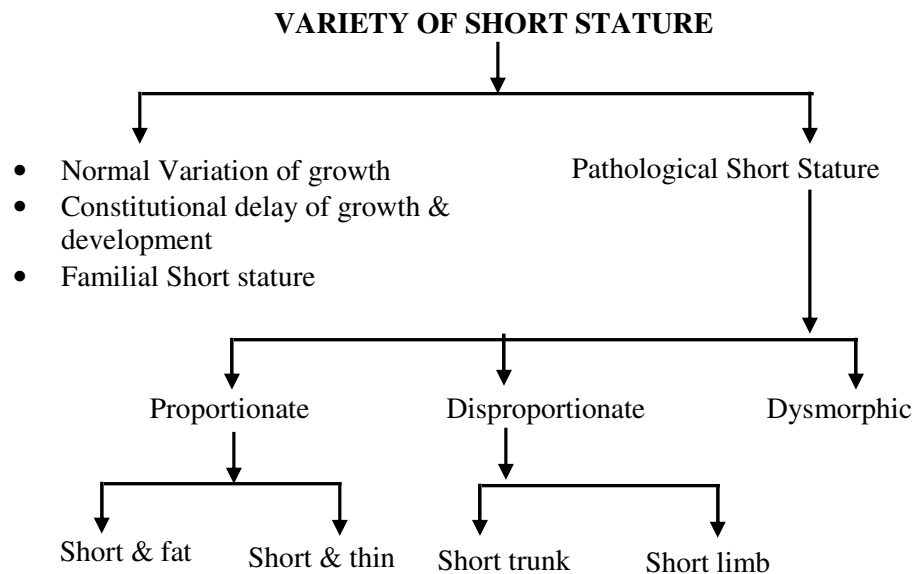 VARIETY OF SHORT STATURE
• Normal Variation of growth
• Constitutional delay of growth &
development
• Familial Short stature
Pathological Short Stature
Proportionate
Disproportionate
Dysmorphic
Short & fat
Short & thin
Short trunk
Short limb